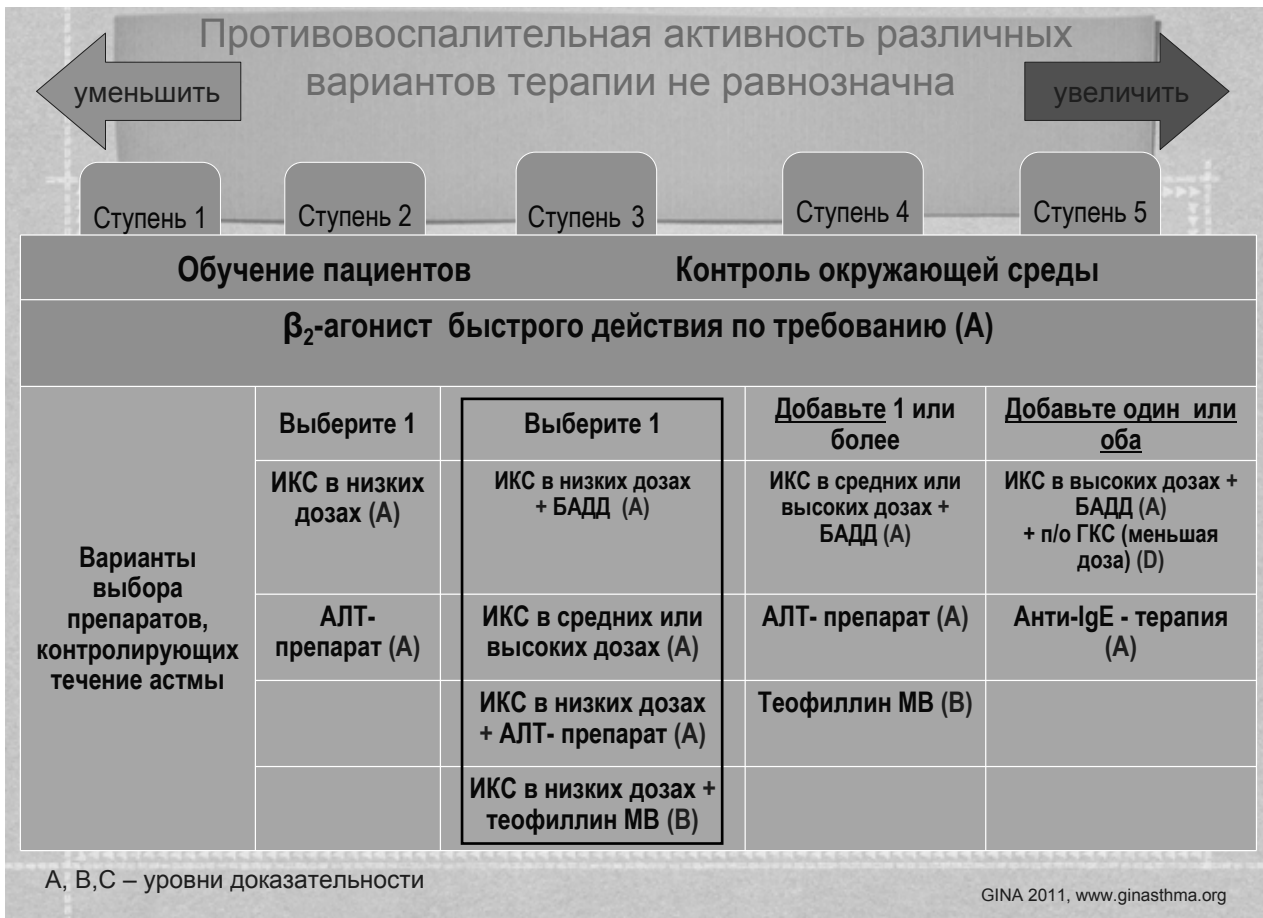 Противовоспалительная активность различных
вариантов терапии не равнозначна
уменьшить
увеличить
Ступень 1
Ступень 2
Ступень 3
Ступень 4
Ступень 5
Обучение пациентов
Контроль окружающей среды
β₂-агонист быстрого действия по требованию (А)
Варианты
выбора
препаратов,
контролирующих
течение астмы
Выберите 1
Выберите 1
Добавьте 1 или
более
Добавьте один или
оба
ИКС в низких
дозах (А)
ИКС в низких дозах
+ БАДД (А)
ИКС в средних или
высоких дозах +
БАДД (А)
ИКС в высоких дозах +
БАДД (А)
+ п/о ГКС (меньшая
доза) (D)
АЛТ-
препарат (А)
ИКС в средних или
высоких дозах (А)
АЛТ- препарат (А)
Анти-IgE - терапия
(А)
ИКС в низких дозах
+ АЛТ- препарат (А)
Теофиллин МВ (В)
ИКС в низких дозах +
теофиллин МВ (В)
А, В,С – уровни доказательности
GINA 2011, www.ginasthma.org